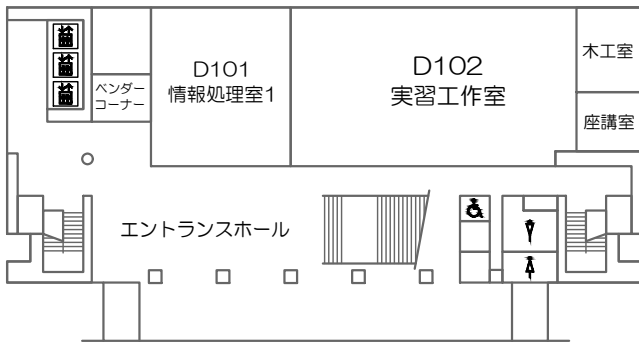 D101
情報処理室1
D102
実習工作室
木工室
ベンダー
コーナー
座講室
エントランスホール